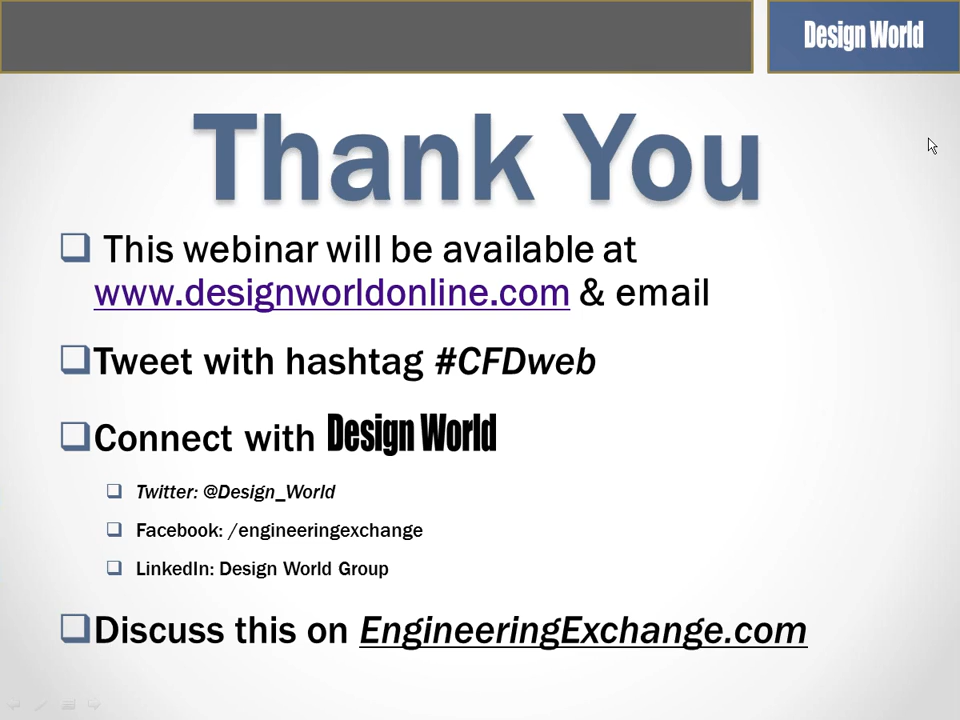 Design World
Thank You
This webinar will be available at
www.designworldonline.com & email
Tweet with hashtag #CFDweb
Connect with Design World
Twitter: @Design_World
Facebook: /engineeringexchange
LinkedIn: Design World Group
Discuss this on EngineeringExchange.com